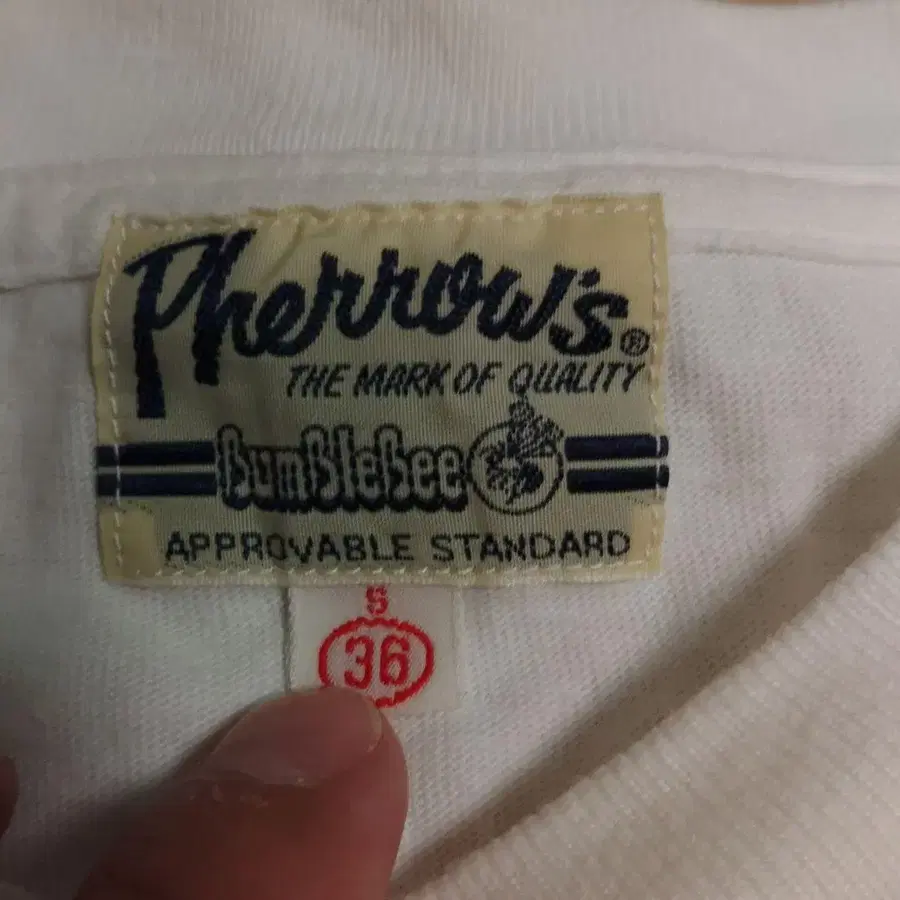 Pherrow's®
THE MARK OF QUALITY
BumBleBee
APPROVABLE STANDARD
S
36